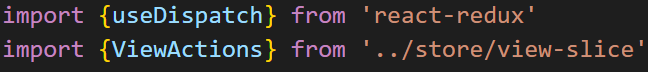 import {useDispatch} from 'react-redux'
import {ViewActions} from '../store/view-slice'